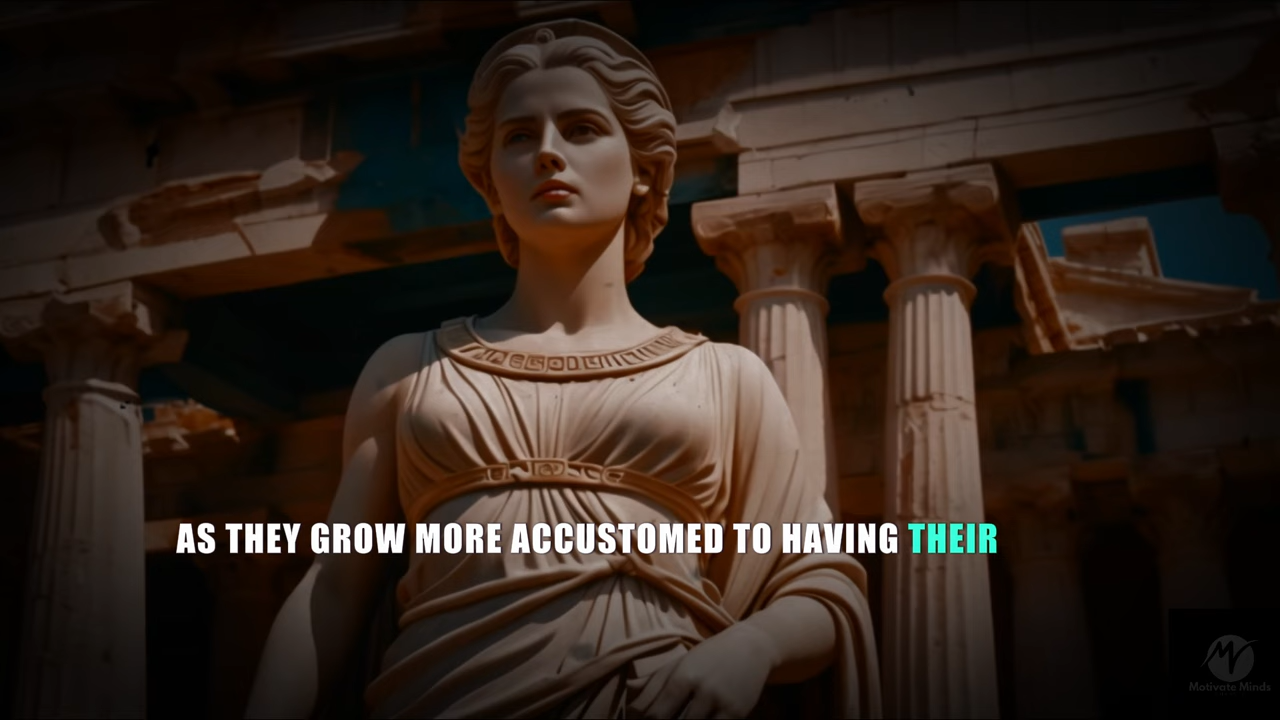 AS THEY GROW MORE ACCUSTOMED TO HAVING THEIR
Motivate Minds